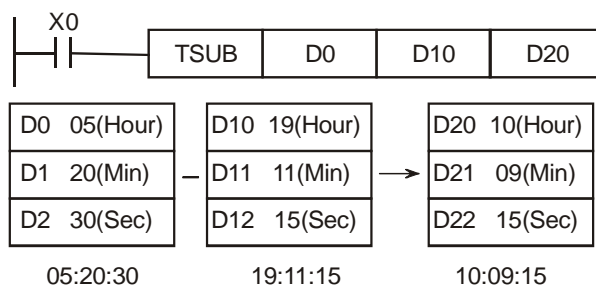 X0
TSUB D0 D10 D20
D0 05(Hour) D10 19(Hour) D20 10(Hour)
D1 20(Min) – D11 11(Min) → D21 09(Min)
D2 30(Sec) D12 15(Sec) D22 15(Sec)
05:20:30 19:11:15 10:09:15